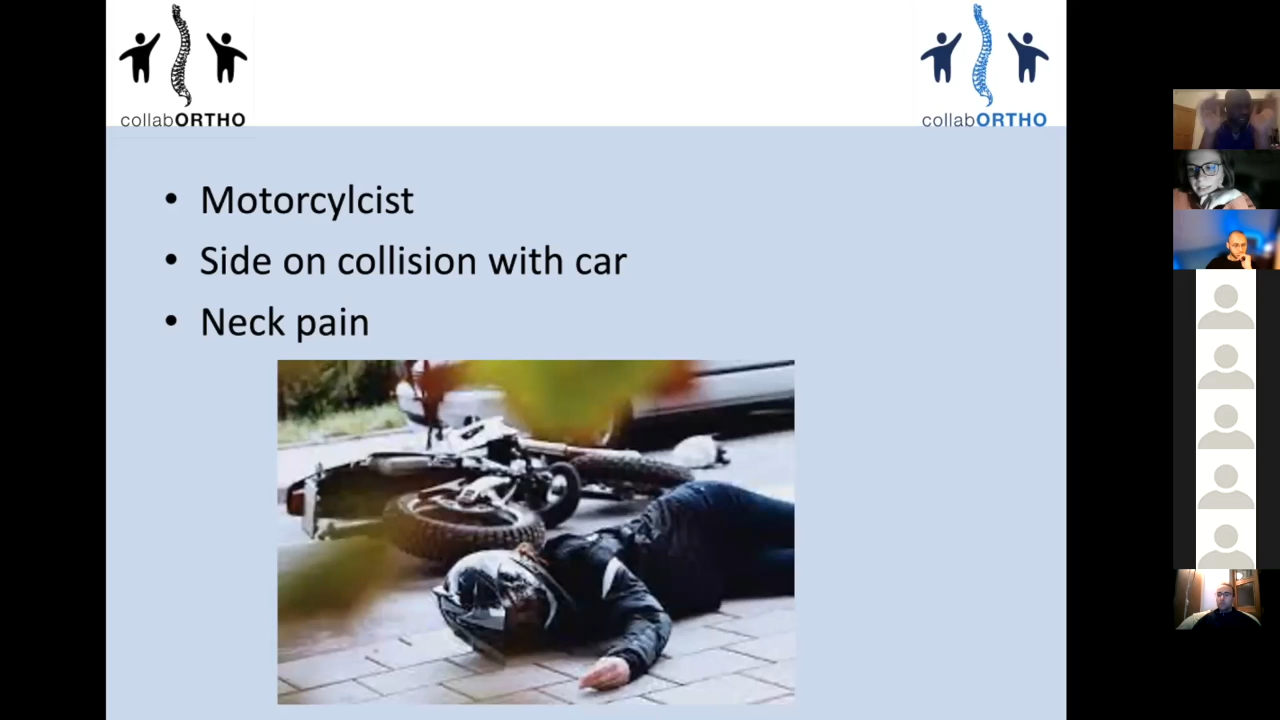 collabORTHO
collabORTHO
Motorcylcist
Side on collision with car
Neck pain